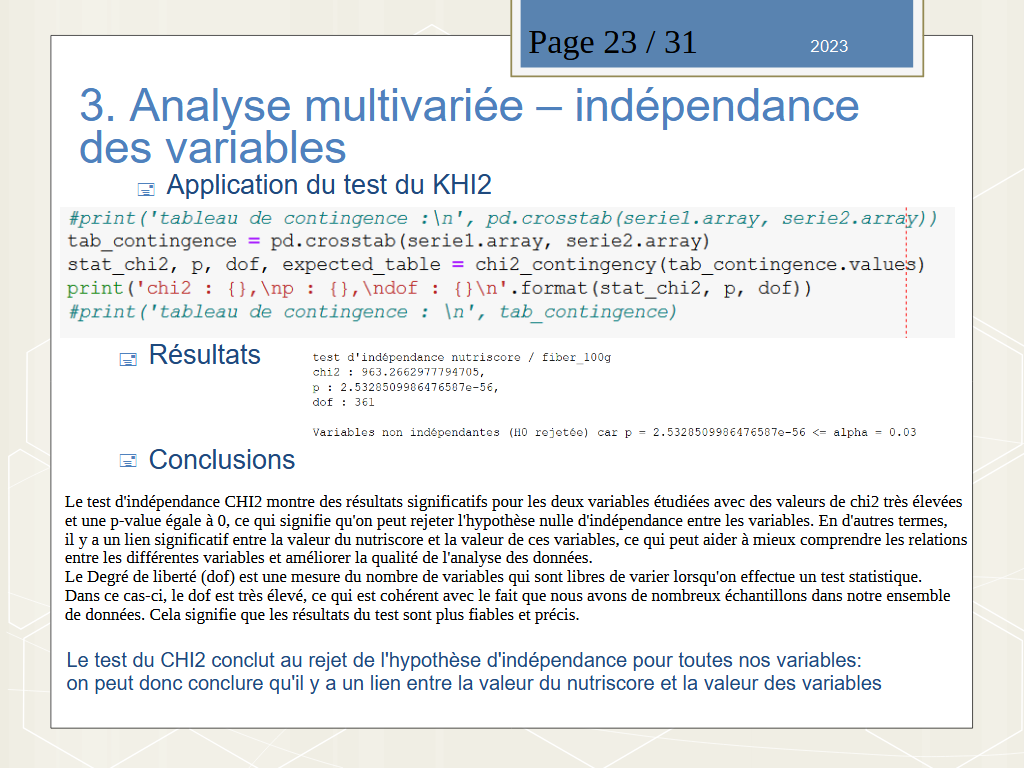 Page 23 / 31
2023
3. Analyse multivariée – indépendance
des variables
Application du test du KHI2
#print('tableau de contingence :\n', pd.crosstab(serie1.array, serie2.array))
tab_contingence = pd.crosstab(serie1.array, serie2.array)
stat_chi2, p, dof, expected_table = chi2_contingency(tab_contingence.values)
print('chi2 : {},\np : {},\ndof : {}\n'.format(stat_chi2, p, dof))
#print('tableau de contingence : \n', tab_contingence)
Résultats
test d'indépendance nutriscore / fiber_100g
chi2 : 963.2662977794705,
p : 2.5328509986476587e-56,
dof : 361
Variables non indépendantes (H0 rejetée) car p = 2.5328509986476587e-56 <= alpha = 0.03
Conclusions
Le test d'indépendance CHI2 montre des résultats significatifs pour les deux variables étudiées avec des valeurs de chi2 très élevées
et une p-value égale à 0, ce qui signifie qu'on peut rejeter l'hypothèse nulle d'indépendance entre les variables. En d'autres termes,
il y a un lien significatif entre la valeur du nutriscore et la valeur de ces variables, ce qui peut aider à mieux comprendre les relations
entre les différentes variables et améliorer la qualité de l'analyse des données.
Le Degré de liberté (dof) est une mesure du nombre de variables qui sont libres de varier lorsqu'on effectue un test statistique.
Dans ce cas-ci, le dof est très élevé, ce qui est cohérent avec le fait que nous avons de nombreux échantillons dans notre ensemble
de données. Cela signifie que les résultats du test sont plus fiables et précis.
Le test du CHI2 conclut au rejet de l'hypothèse d'indépendance pour toutes nos variables:
on peut donc conclure qu'il y a un lien entre la valeur du nutriscore et la valeur des variables